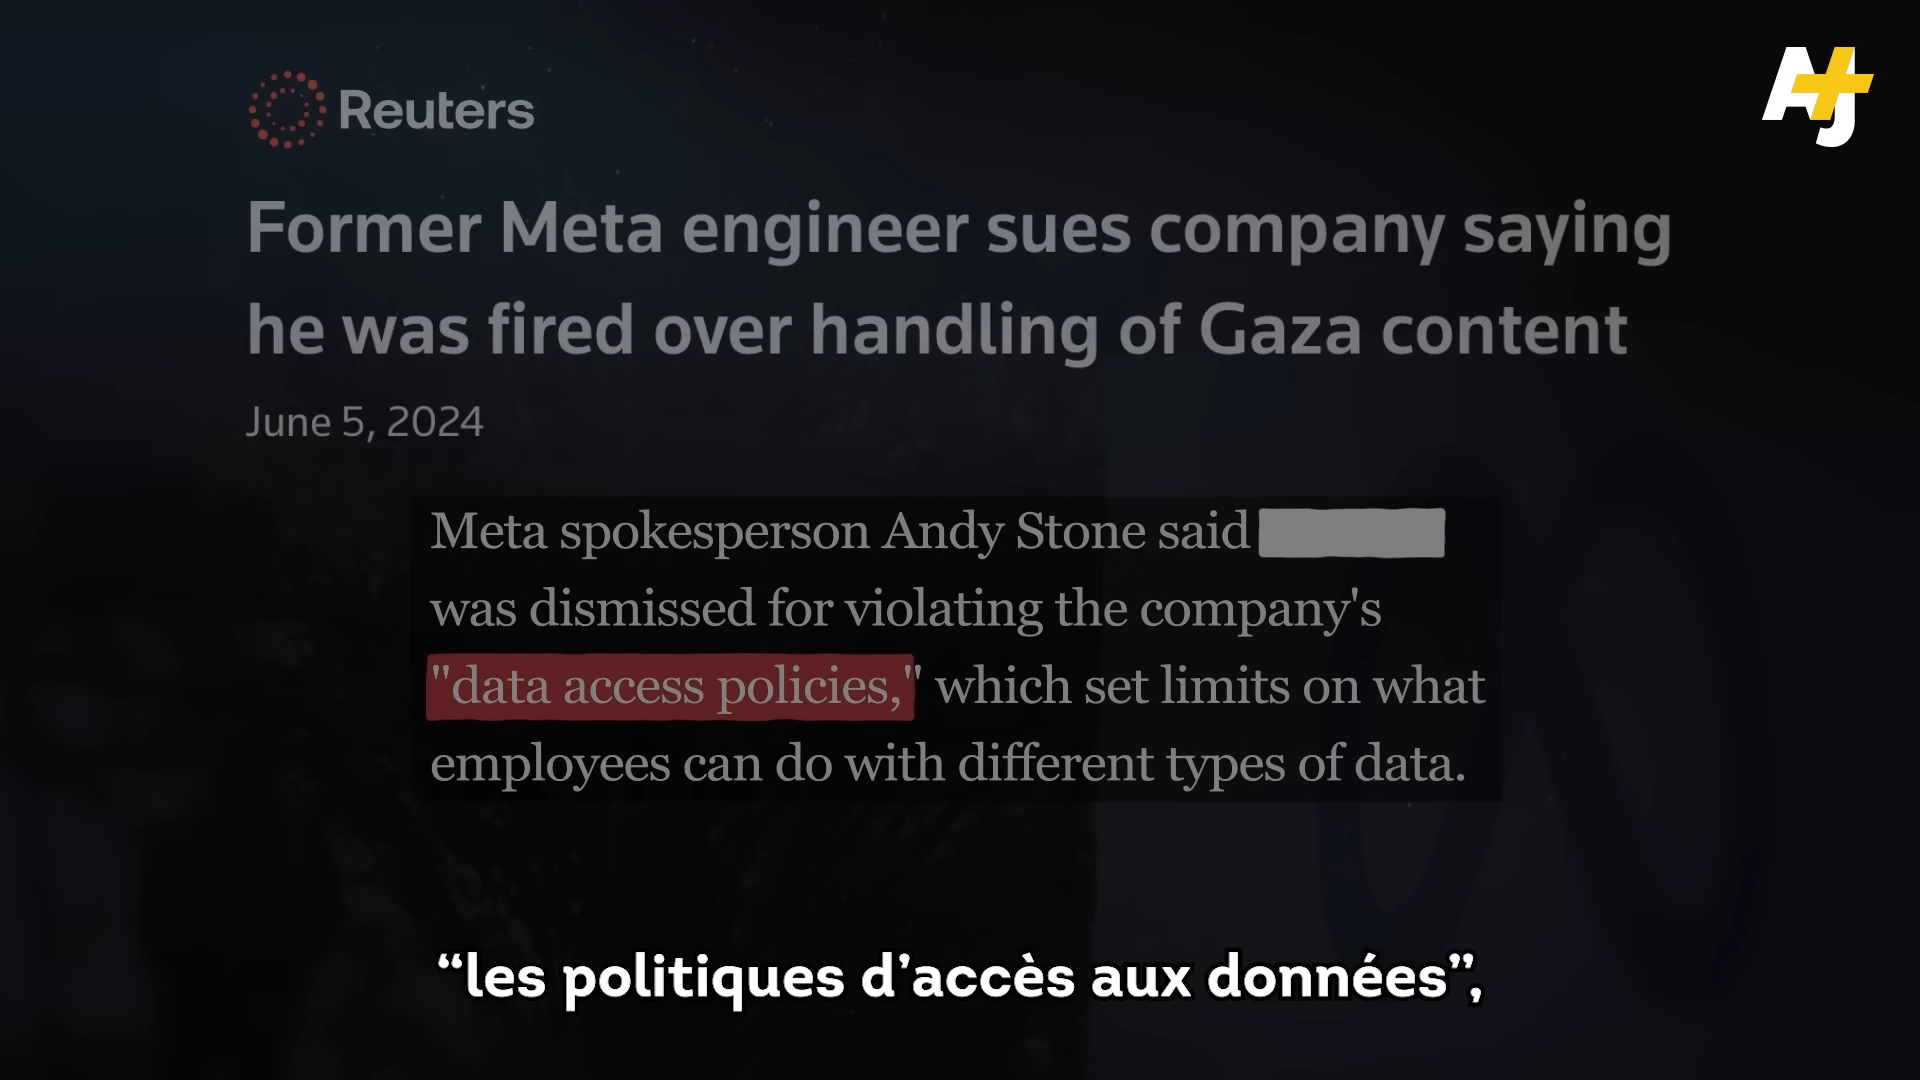 Reuters
AJ+
Former Meta engineer sues company saying
he was fired over handling of Gaza content
June 5, 2024
Meta spokesperson Andy Stone said
was dismissed for violating the company's
"data access policies," which set limits on what
employees can do with different types of data.
“les politiques d’accès aux données”,